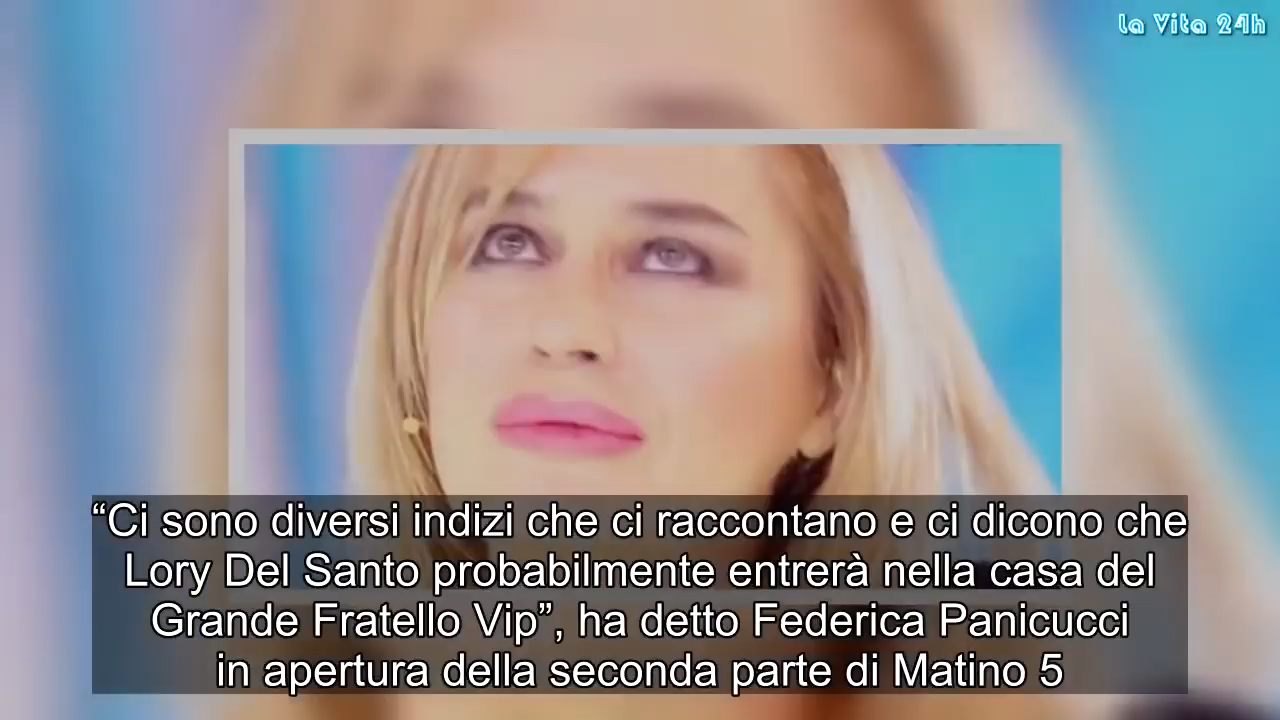 la Vita 24h
“Ci sono diversi indizi che ci raccontano e ci dicono che
Lory Del Santo probabilmente entrerà nella casa del
Grande Fratello Vip”, ha detto Federica Panicucci
in apertura della seconda parte di Matino 5